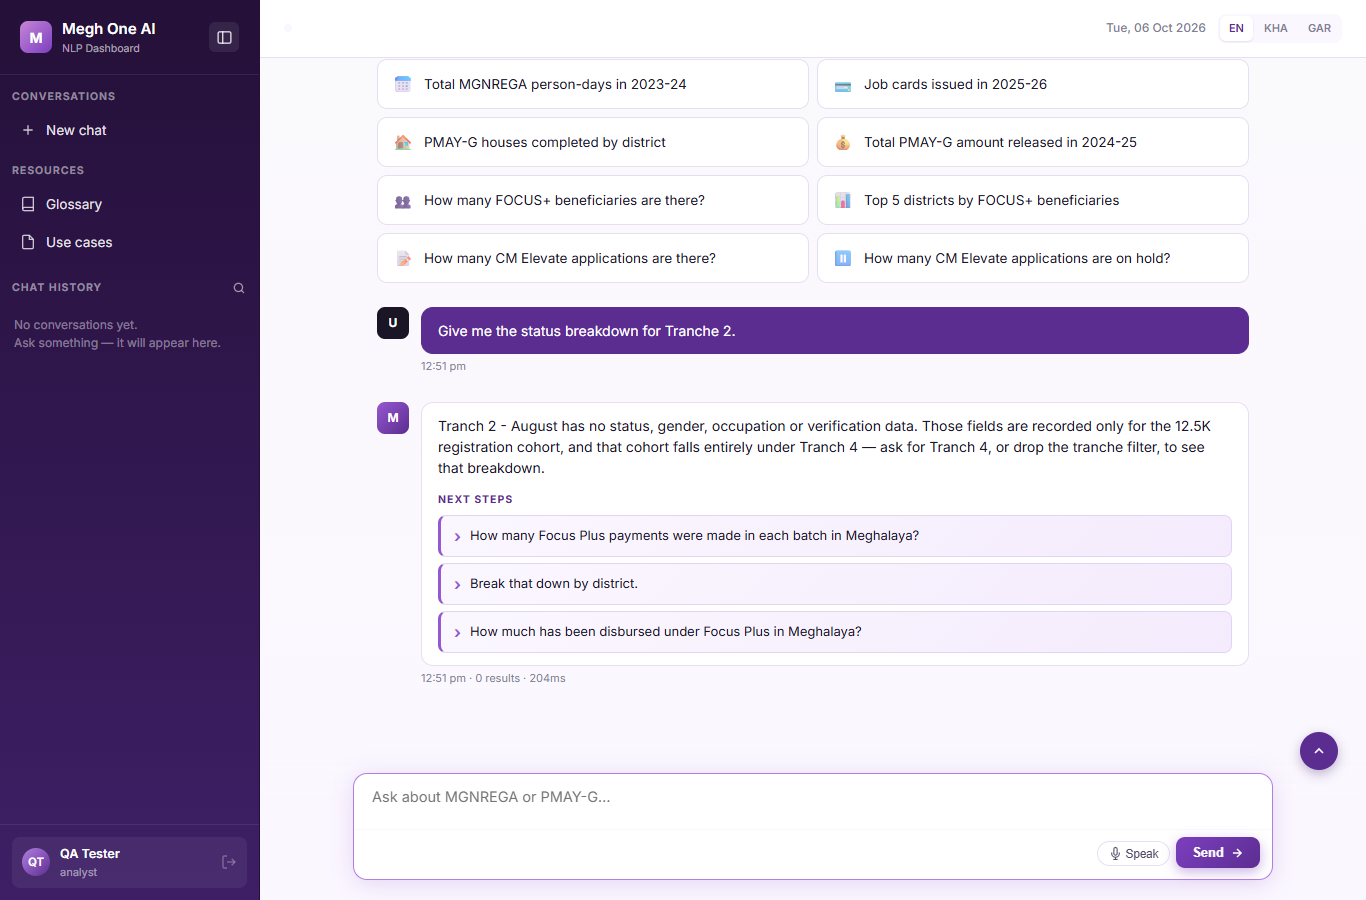 M
Megh One AI
NLP Dashboard
CONVERSATIONS
New chat
RESOURCES
Glossary
Use cases
CHAT HISTORY
No conversations yet.
Ask something — it will appear here.
QT
QA Tester
analyst
Tue, 06 Oct 2026
EN
KHA
GAR
Total MGNREGA person-days in 2023-24
Job cards issued in 2025-26
PMAY-G houses completed by district
Total PMAY-G amount released in 2024-25
How many FOCUS+ beneficiaries are there?
Top 5 districts by FOCUS+ beneficiaries
How many CM Elevate applications are there?
How many CM Elevate applications are on hold?
U
Give me the status breakdown for Tranche 2.
12:51 pm
M
Tranch 2 - August has no status, gender, occupation or verification data. Those fields are recorded only for the 12.5K
registration cohort, and that cohort falls entirely under Tranch 4 — ask for Tranch 4, or drop the tranche filter, to see
that breakdown.
NEXT STEPS
How many Focus Plus payments were made in each batch in Meghalaya?
Break that down by district.
How much has been disbursed under Focus Plus in Meghalaya?
12:51 pm · 0 results · 204ms
Ask about MGNREGA or PMAY-G...
Speak
Send